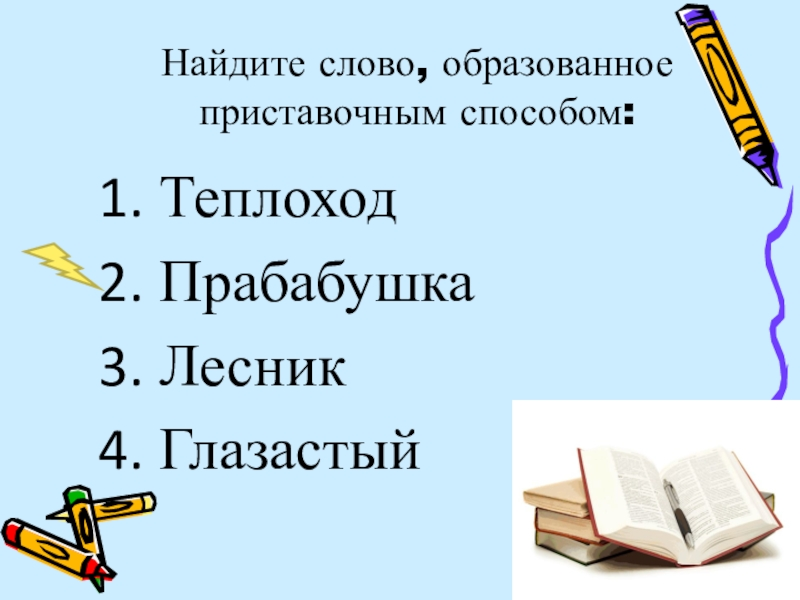 Найдите слово, образованное
приставочным способом:
1. Теплоход
2. Прабабушка
3. Лесник
4. Глазастый